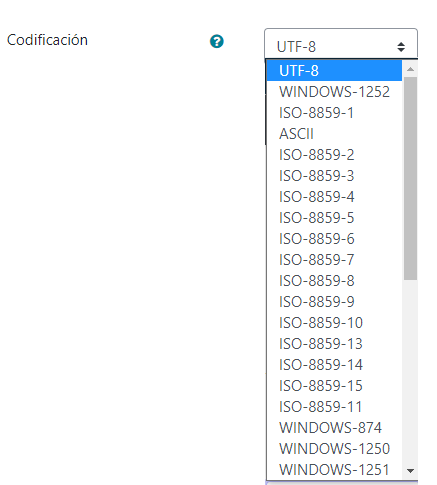 Codificación
UTF-8
UTF-8
WINDOWS-1252
ISO-8859-1
ASCII
ISO-8859-2
ISO-8859-3
ISO-8859-4
ISO-8859-5
ISO-8859-6
ISO-8859-7
ISO-8859-8
ISO-8859-9
ISO-8859-10
ISO-8859-13
ISO-8859-14
ISO-8859-15
ISO-8859-11
WINDOWS-874
WINDOWS-1250
WINDOWS-1251